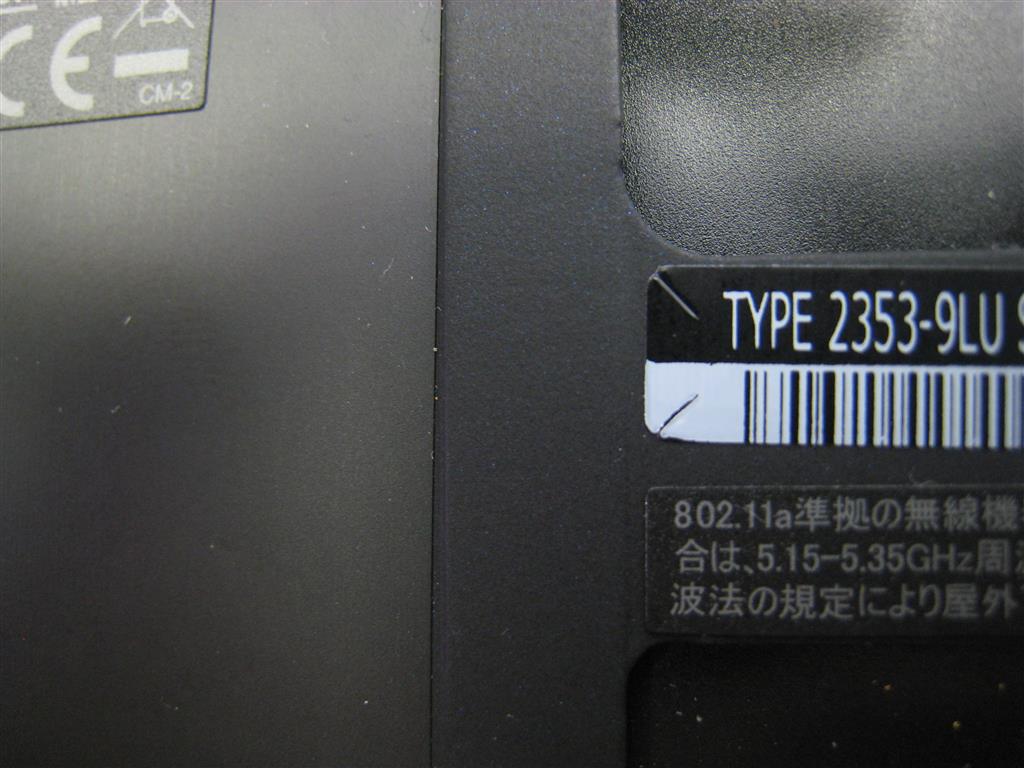 CE
CM-2
TYPE 2353-9LU S
802.11a準拠の無線機
合は、5.15-5.35GHz周
波法の規定により屋外